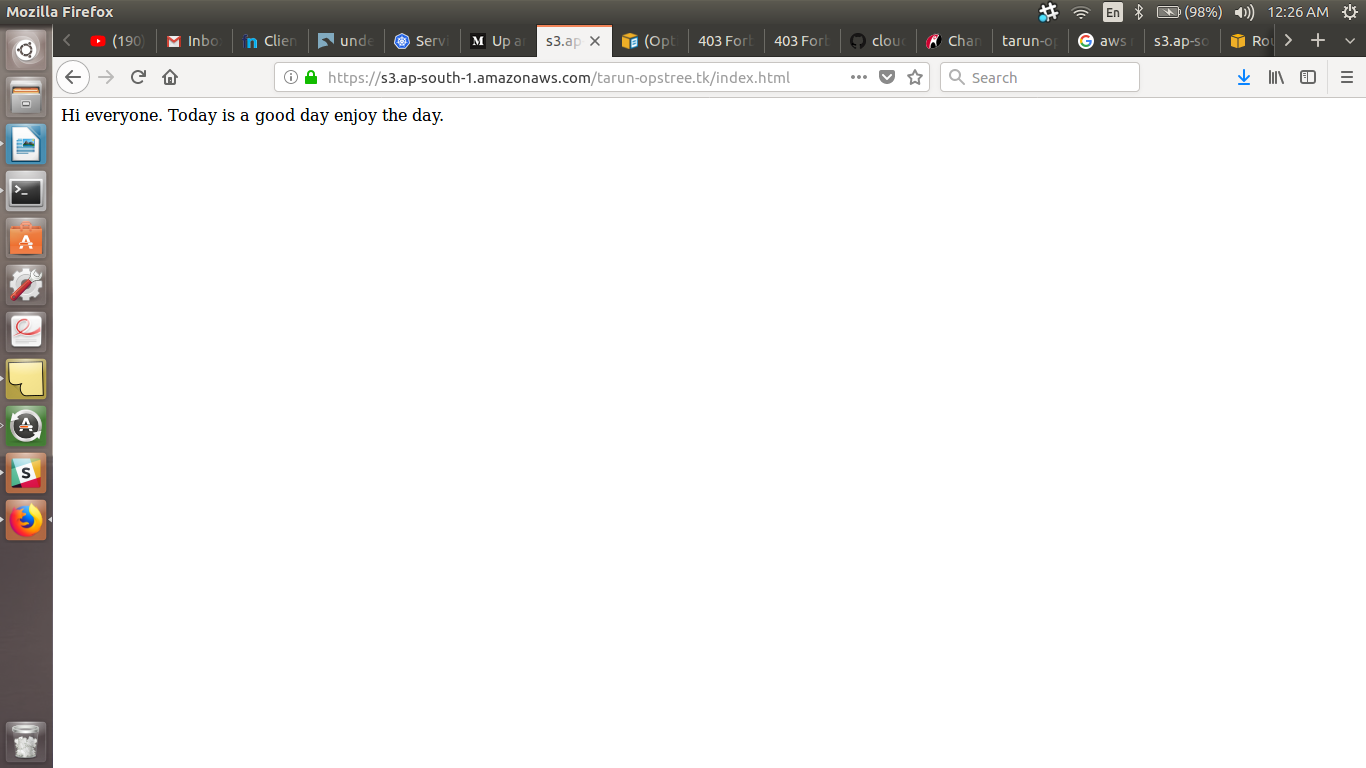 Mozilla Firefox
En
(98%)
12:26 AM
(190)
Inbo
Clien
unde
Servi
M
Up a
s3.ap
(Opt
403 Forb
403 Forb
clou
Chan
tarun-op
aws
s3.ap-so
Rou
https://s3.ap-south-1.amazonaws.com/tarun-opstree.tk/index.html
Search
Hi everyone. Today is a good day enjoy the day.